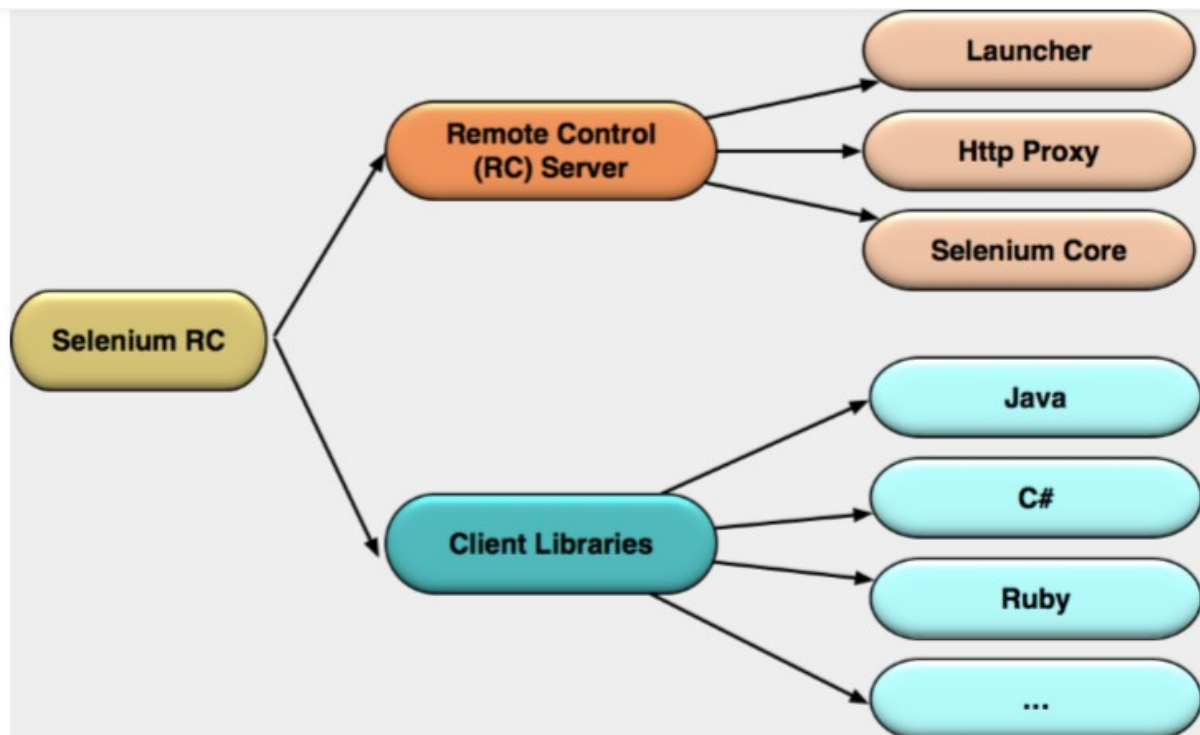 Selenium RC
Remote Control
(RC) Server
Launcher
Http Proxy
Selenium Core
Client Libraries
Java
C#
Ruby
...